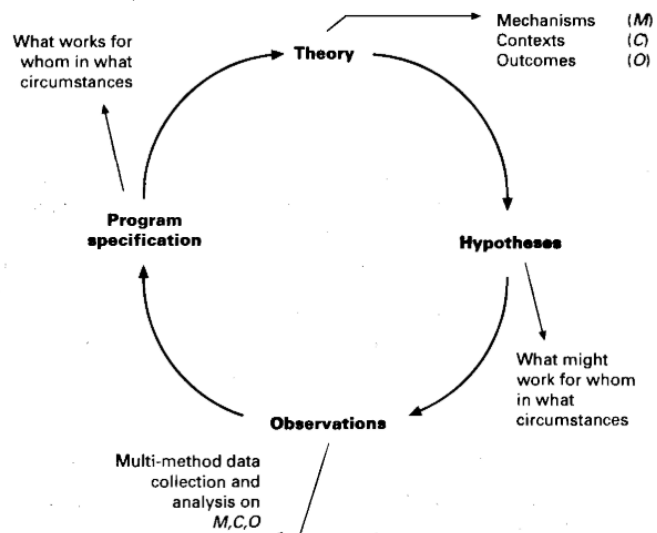 Mechanisms (M)
Contexts (C)
Outcomes (O)
What works for
whom in what
circumstances
Theory
Program
specification
Hypotheses
What might
work for whom
in what
circumstances
Observations
Multi-method data
collection and
analysis on
M,C,O